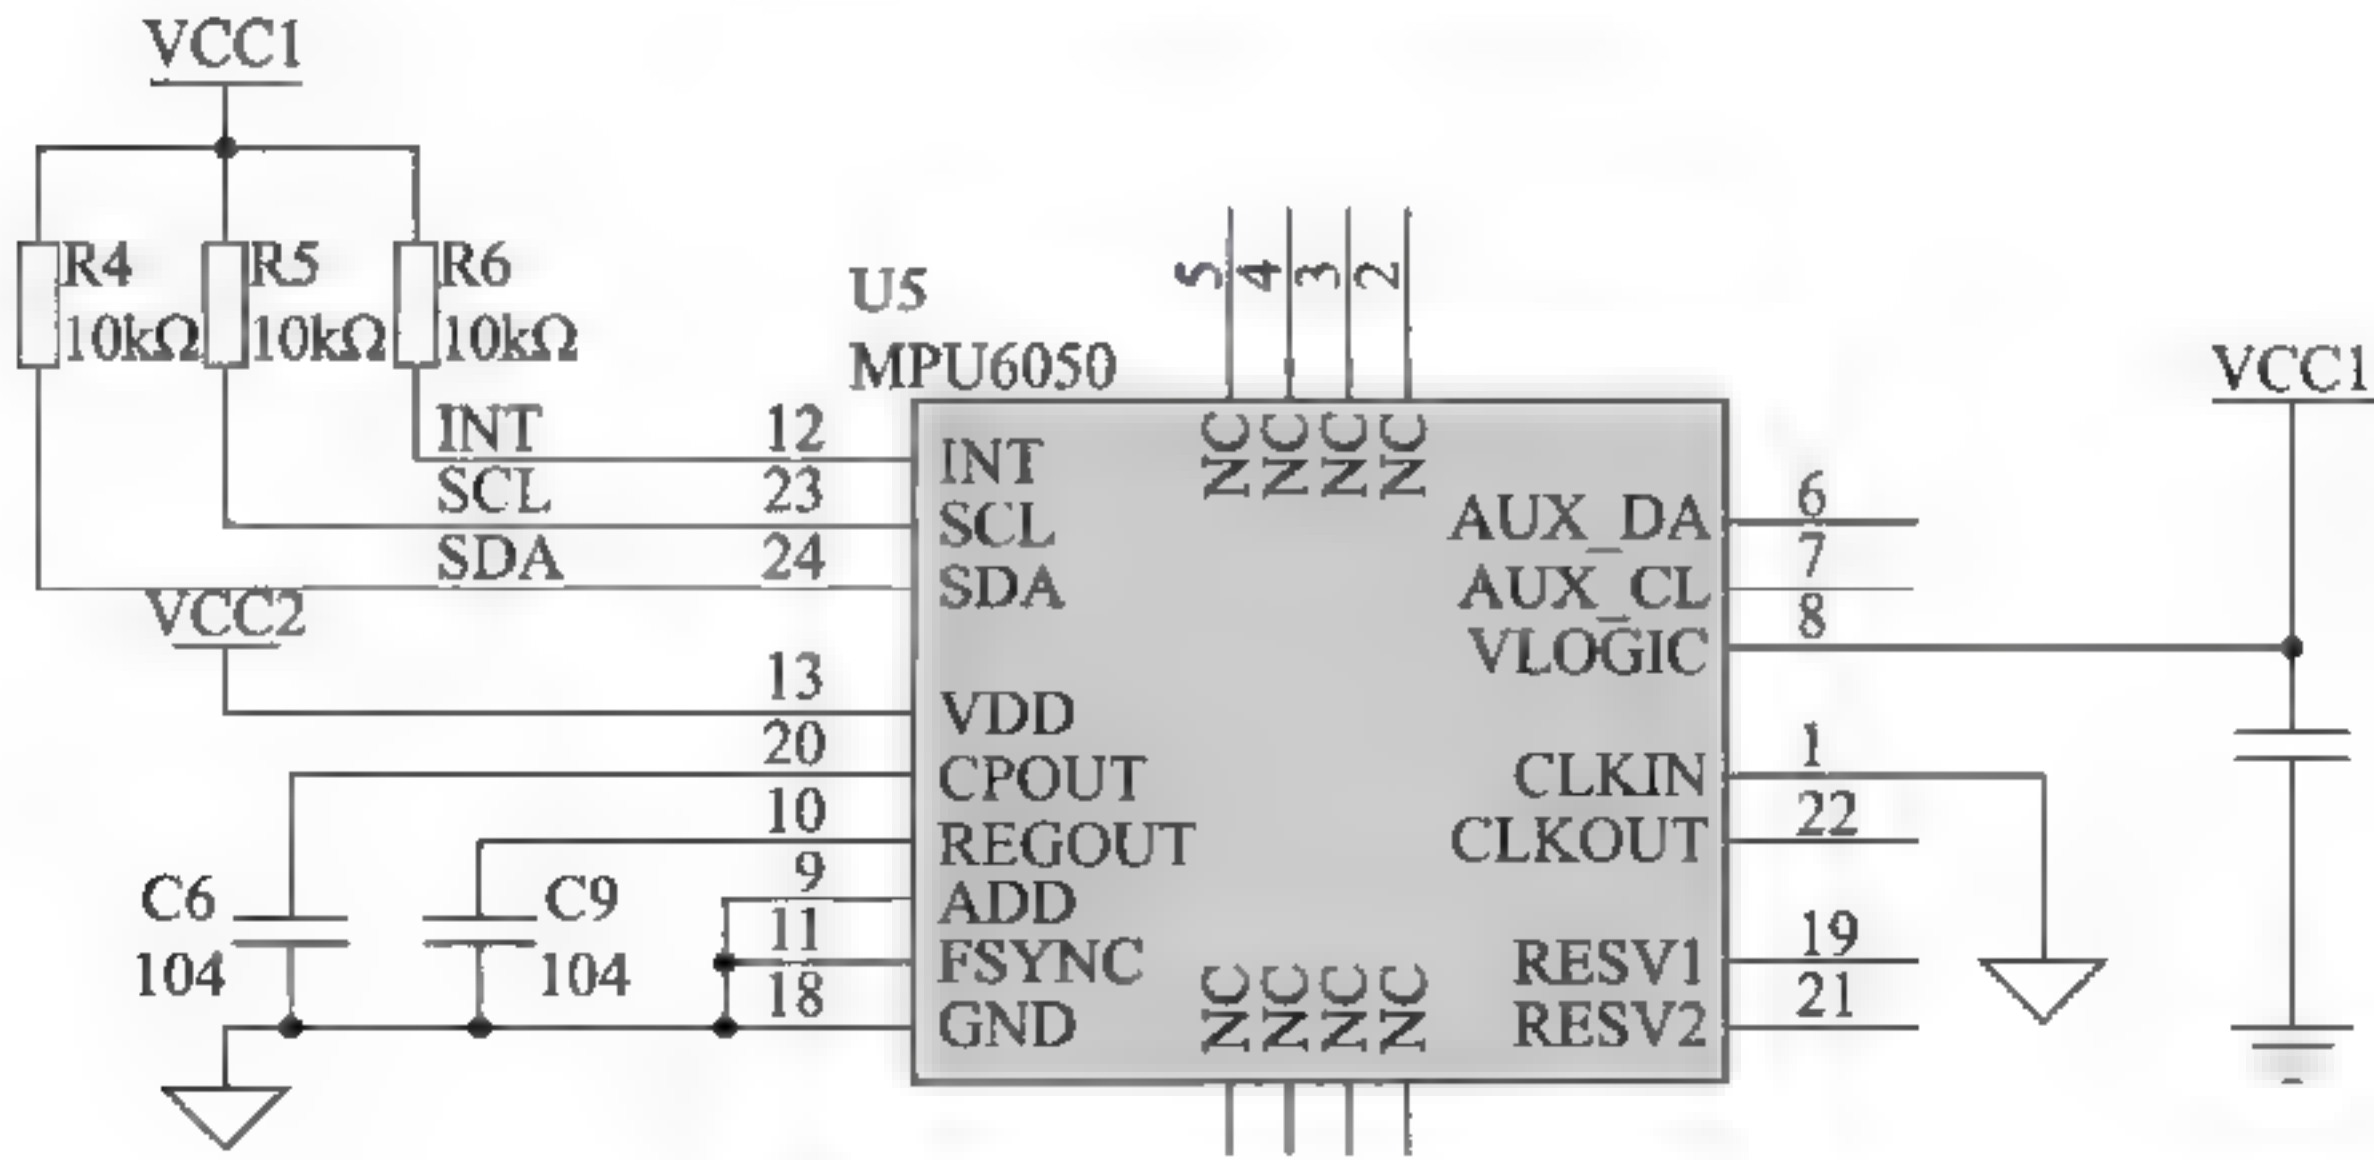 VCC1
R4
10kΩ
R5
10kΩ
R6
10kΩ
U5
MPU6050
5
4
3
2
NC
NC
NC
NC
INT
12
INT
SCL
23
SCL
SDA
24
SDA
VCC2
13
VDD
20
CPOUT
10
REGOUT
9
ADD
11
FSYNC
18
GND
C6
104
C9
104
NC
NC
NC
NC
AUX_DA
6
AUX_CL
7
VLOGIC
8
CLKIN
1
CLKOUT
22
RESV1
19
RESV2
21
VCC1